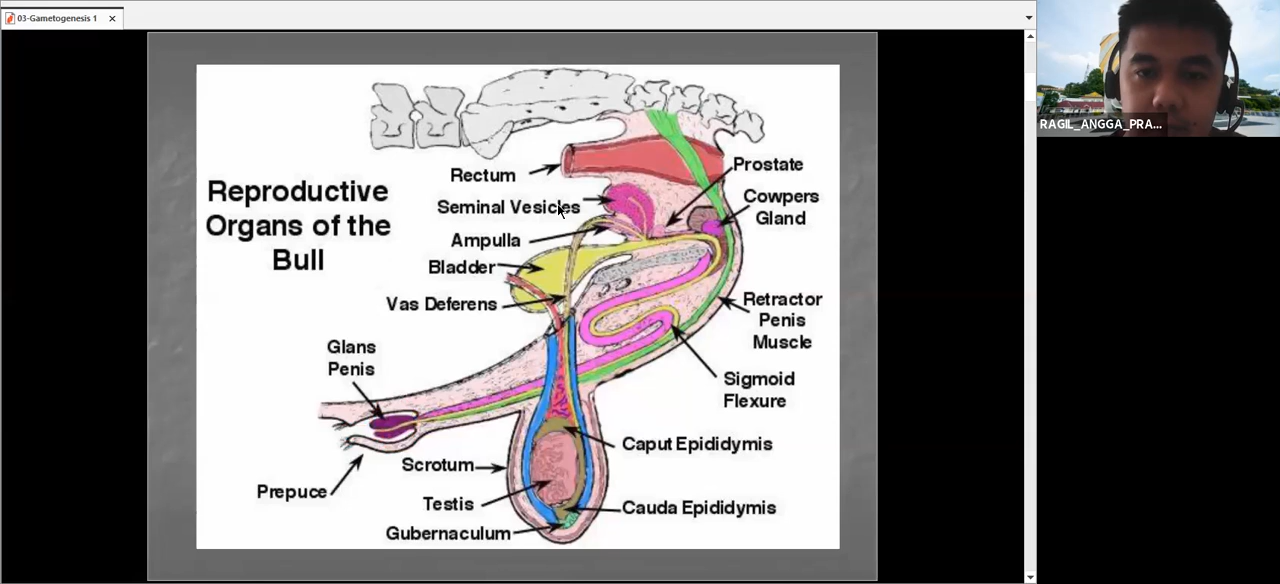 03-Gametogenesis 1
RAGIL_ANGGA_PRA...
Reproductive
Organs of the
Bull
Rectum
Seminal Vesicles
Ampulla
Bladder
Vas Deferens
Prostate
Cowpers
Gland
Retractor
Penis
Muscle
Sigmoid
Flexure
Glans
Penis
Prepuce
Scrotum
Testis
Gubernaculum
Caput Epididymis
Cauda Epididymis